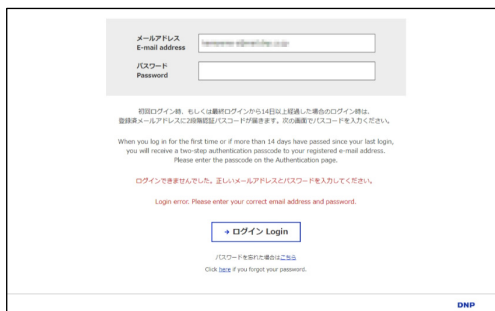 メールアドレス
E-mail address
パスワード
Password
初回ログイン時、もしくは最終ログインから14日以上経過した場合のログイン時は、
登録済メールアドレスに2段階認証パスコードが届きます。次の画面でパスコードを入力ください。
When you log in for the first time or if more than 14 days have passed since your last login,
you will receive a two-step authentication passcode to your registered e-mail address.
Please enter the passcode on the Authentication page.
ログインできませんでした。正しいメールアドレスとパスワードを入力してください。
Login error. Please enter your correct email address and password.
ログイン Login
パスワードを忘れた場合はこちら
Click here if you forgot your password.
DNP